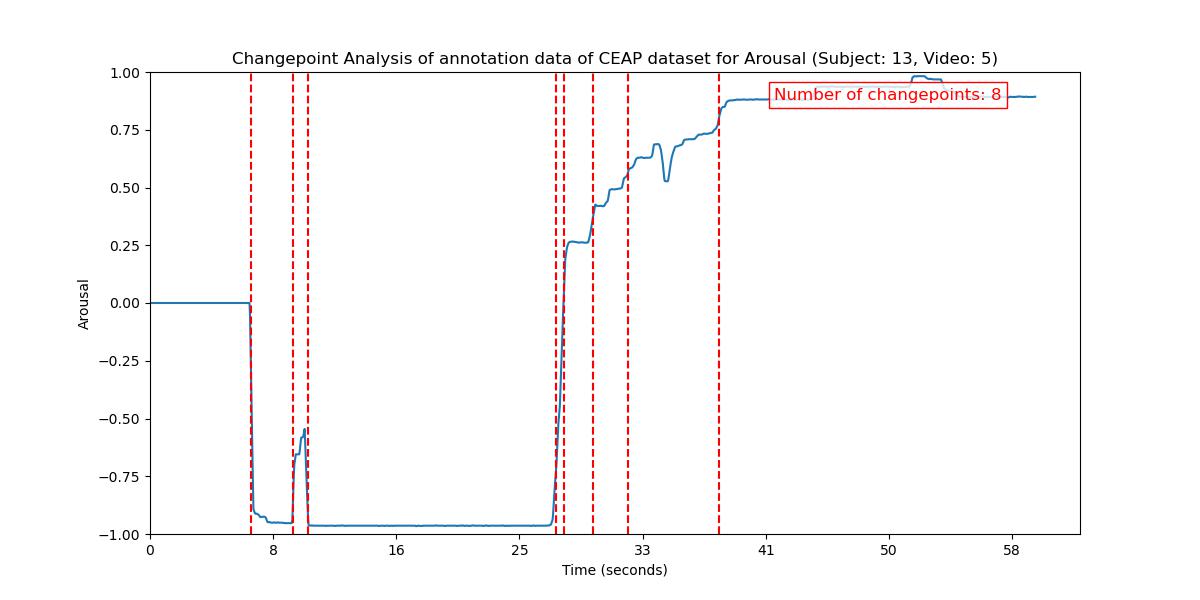 Changepoint Analysis of annotation data of CEAP dataset for Arousal (Subject: 13, Video: 5)
1.00
Number of changepoints: 8
0.75
0.50
0.25
0.00
−0.25
−0.50
−0.75
−1.00
Arousal
0 8 16 25 33 41 50 58
Time (seconds)